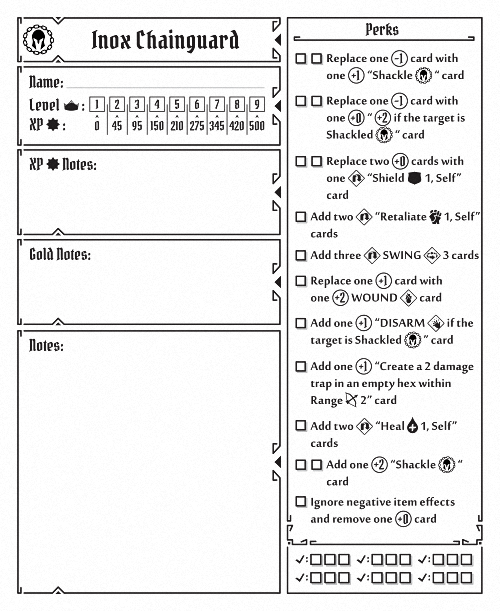 Inox Chainguard
Name:
Level : 1 2 3 4 5 6 7 8 9
XP : 0 45 95 150 210 275 345 420 500
XP Notes:
Gold Notes:
Notes:
Perks
Replace one -1 card with
one +1 “Shackle “ card
Replace one -1 card with
one +0 “ +2 if the target is
Shackled “ card
Replace two +0 cards with
one “Shield 1, Self”
card
Add two “Retaliate 1, Self”
cards
Add three SWING 3 cards
Replace one +1 card with
one +2 WOUND card
Add one +1 “DISARM if the
target is Shackled “ card
Add one +1 “Create a 2 damage
trap in an empty hex within
Range 2” card
Add two “Heal 1, Self”
cards
Add one +2 “Shackle “
card
Ignore negative item effects
and remove one +0 card
✓: ✓: ✓:
✓: ✓: ✓: